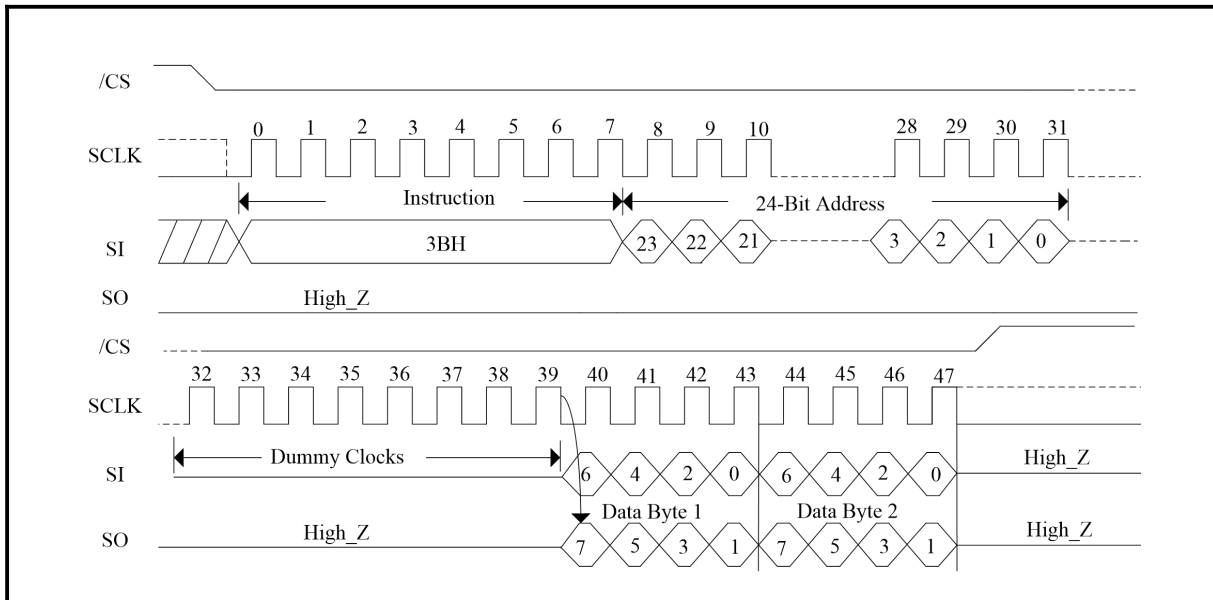 /CS
SCLK 0 1 2 3 4 5 6 7 8 9 10 28 29 30 31
Instruction 24-Bit Address
SI 3BH 23 22 21 3 2 1 0
SO High_Z
/CS
SCLK 32 33 34 35 36 37 38 39 40 41 42 43 44 45 46 47
Dummy Clocks
SI 6 4 2 0 6 4 2 0 High_Z
Data Byte 1 Data Byte 2
SO High_Z 7 5 3 1 7 5 3 1 High_Z